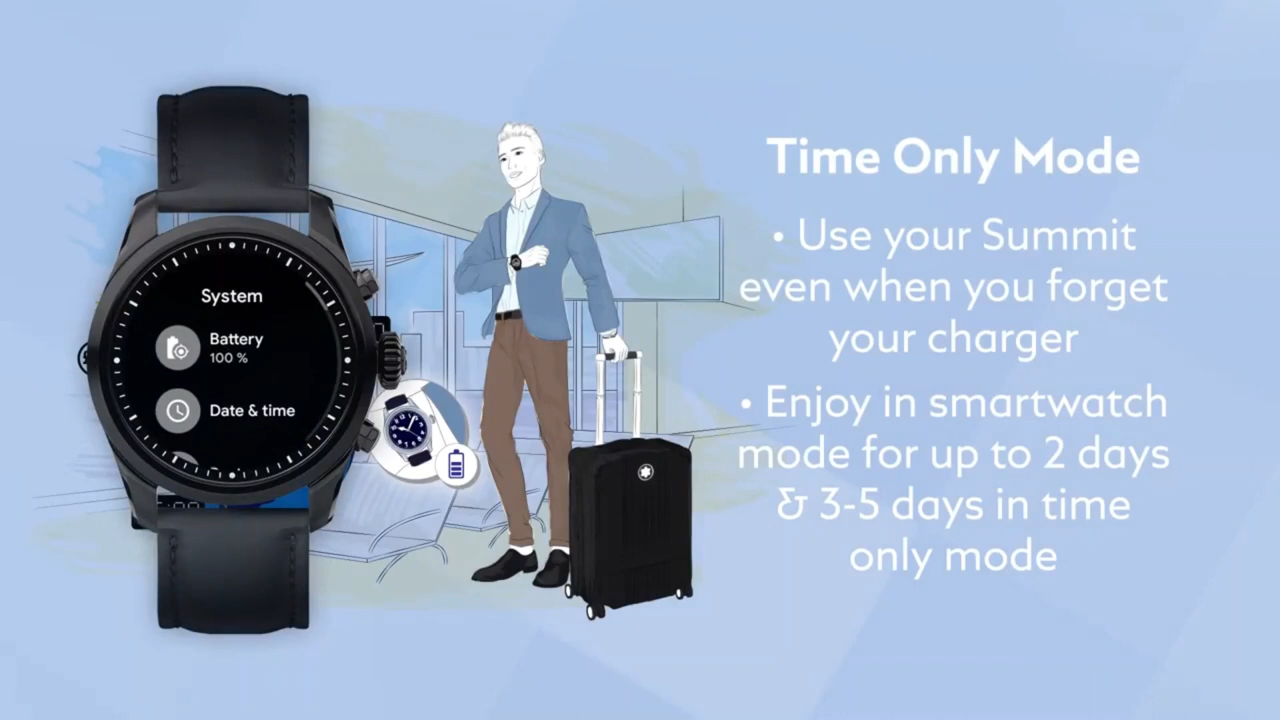 System
Battery
100 %
Date & time
Time Only Mode
• Use your Summit
even when you forget
your charger
• Enjoy in smartwatch
mode for up to 2 days
& 3-5 days in time
only mode